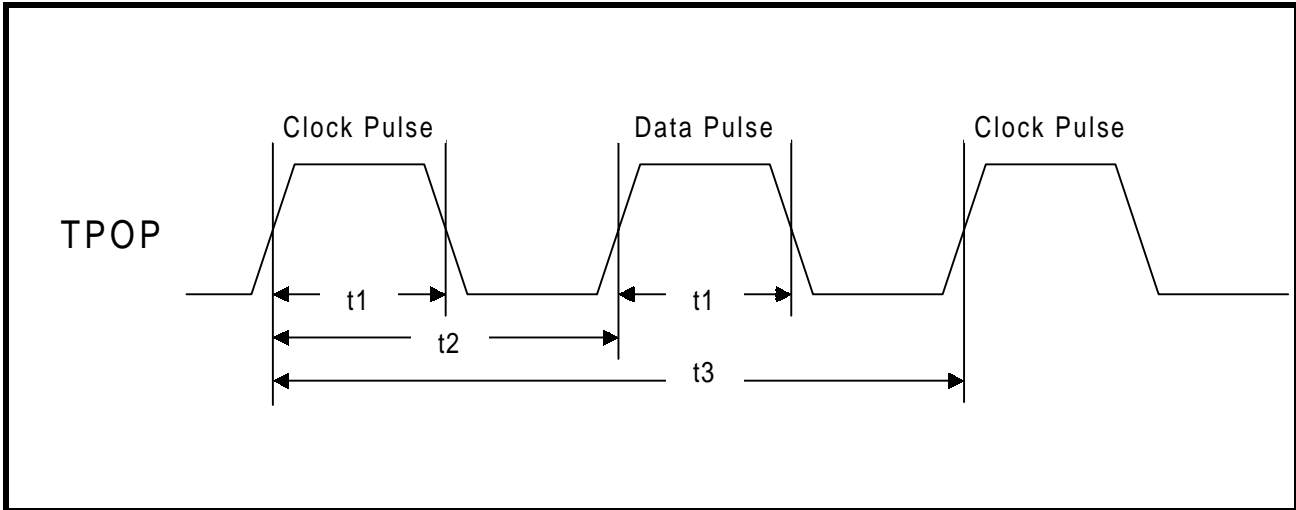 Clock Pulse Data Pulse Clock Pulse
TPOP
t1 t1
t2
t3